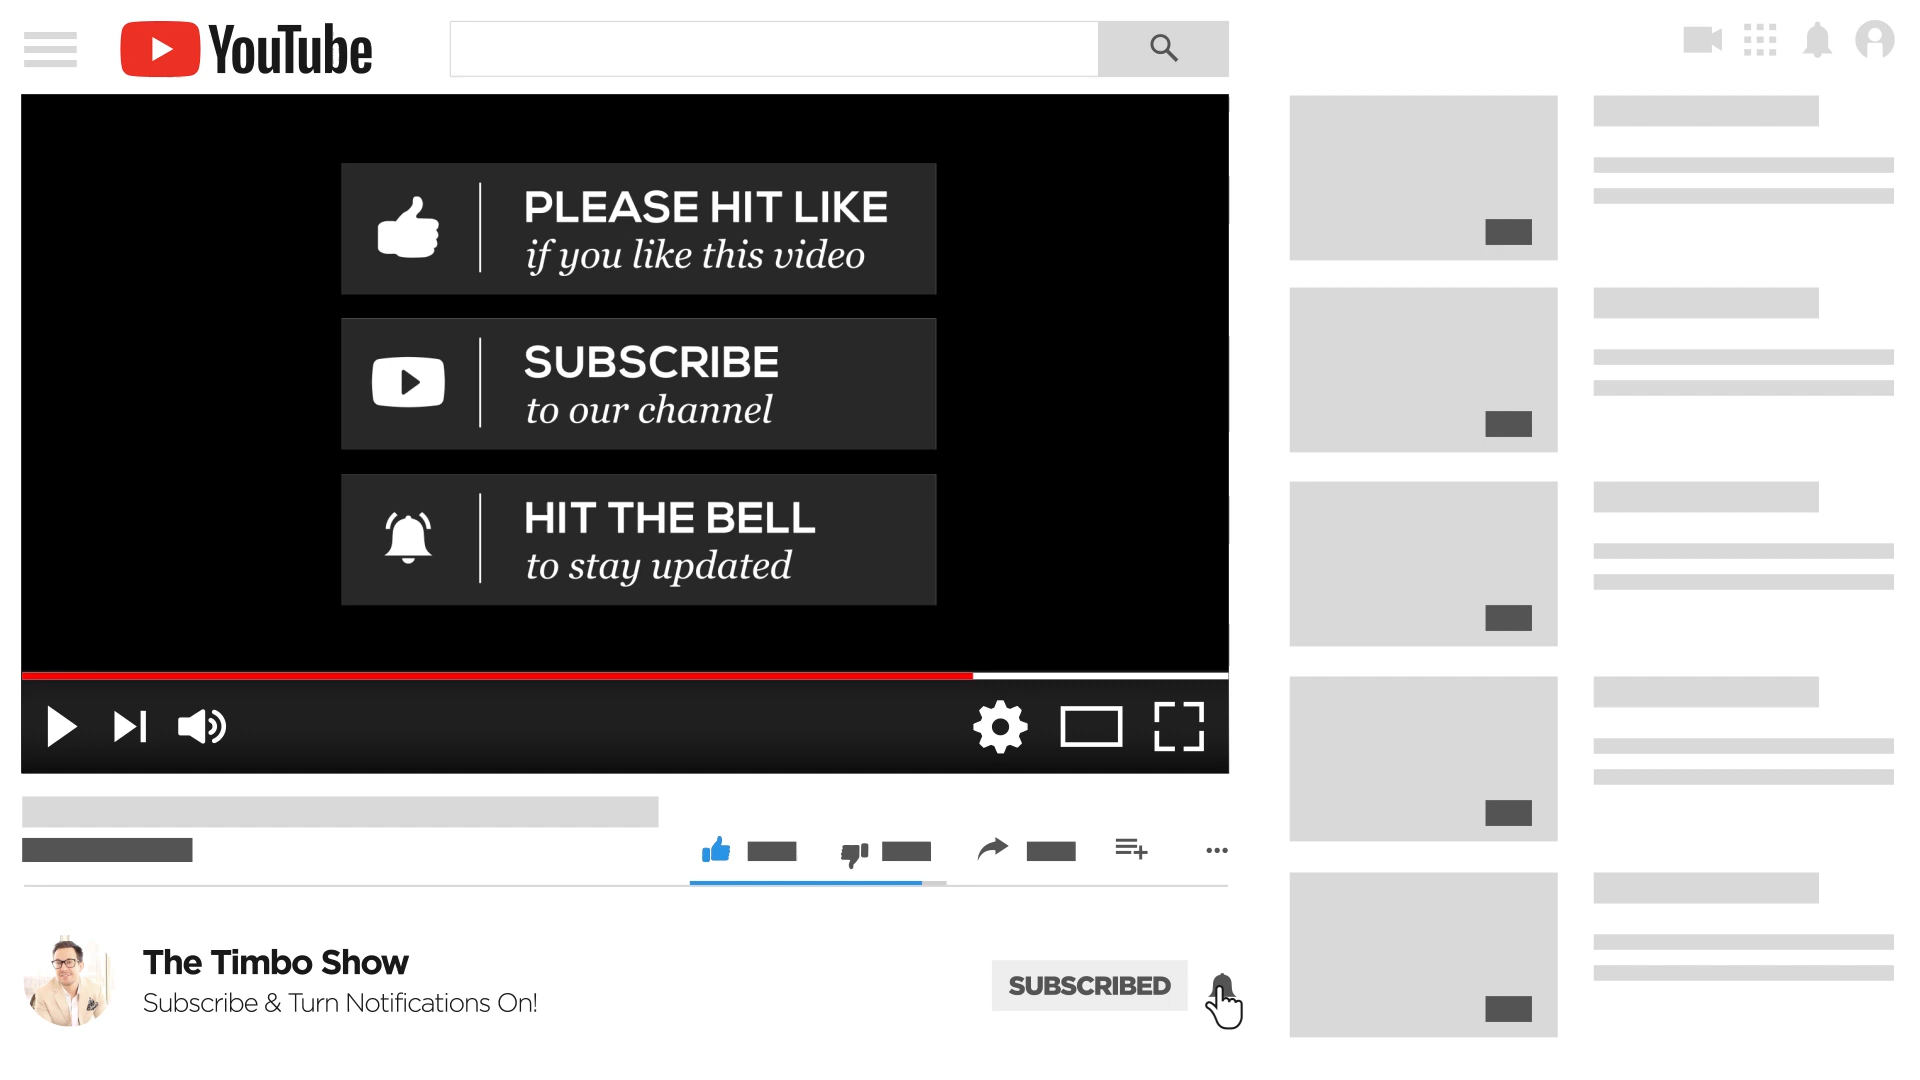 YouTube
PLEASE HIT LIKE
if you like this video
SUBSCRIBE
to our channel
HIT THE BELL
to stay updated
The Timbo Show
Subscribe & Turn Notifications On!
SUBSCRIBED